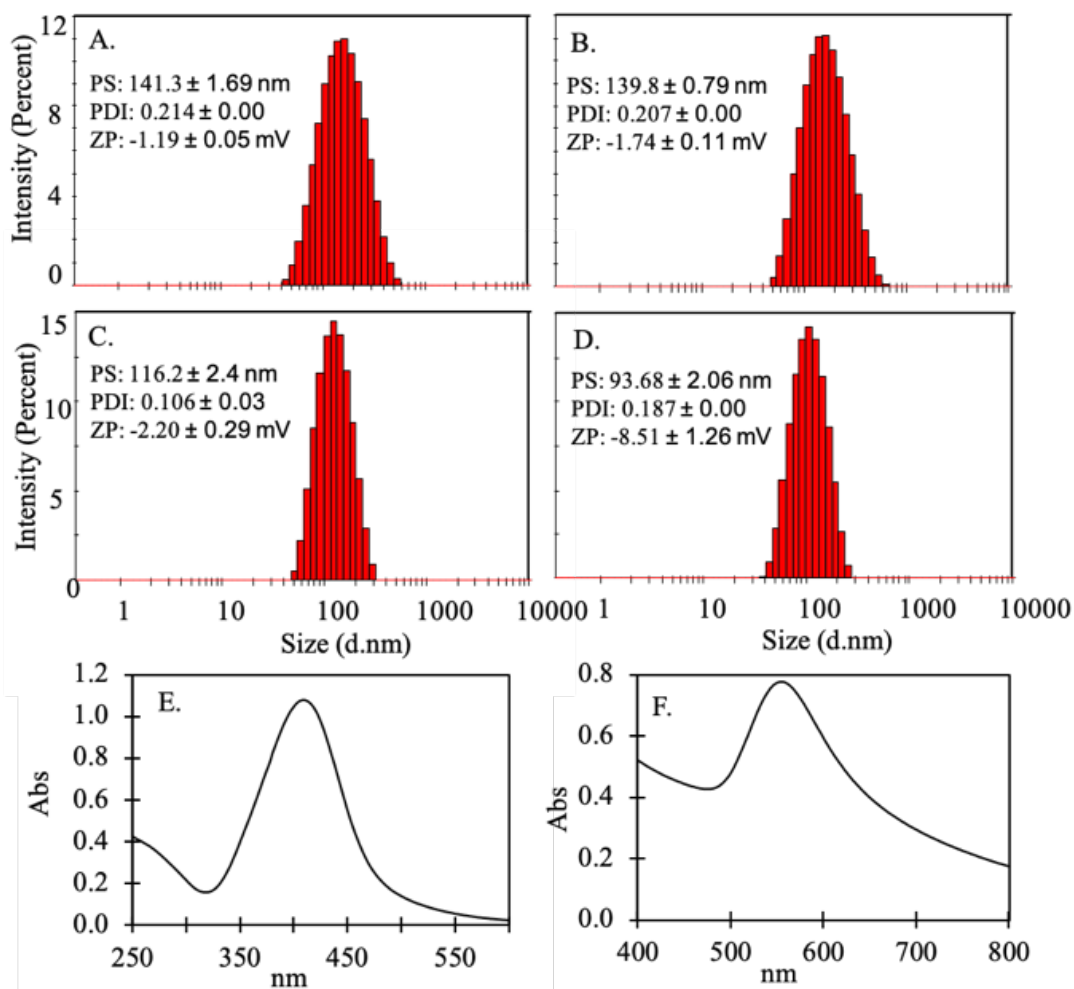 12
8
4
0
Intensity (Percent)
A.
PS: 141.3 ± 1.69 nm
PDI: 0.214 ± 0.00
ZP: -1.19 ± 0.05 mV
B.
PS: 139.8 ± 0.79 nm
PDI: 0.207 ± 0.00
ZP: -1.74 ± 0.11 mV
15
10
5
0
Intensity (Percent)
C.
PS: 116.2 ± 2.4 nm
PDI: 0.106 ± 0.03
ZP: -2.20 ± 0.29 mV
D.
PS: 93.68 ± 2.06 nm
PDI: 0.187 ± 0.00
ZP: -8.51 ± 1.26 mV
1 10 100 1000 10000
Size (d.nm)
1 10 100 1000 10000
Size (d.nm)
1.2
1.0
0.8
0.6
0.4
0.2
0.0
Abs
E.
250 350 450 550
nm
0.8
0.6
0.4
0.2
0.0
Abs
F.
400 500 600 700 800
nm